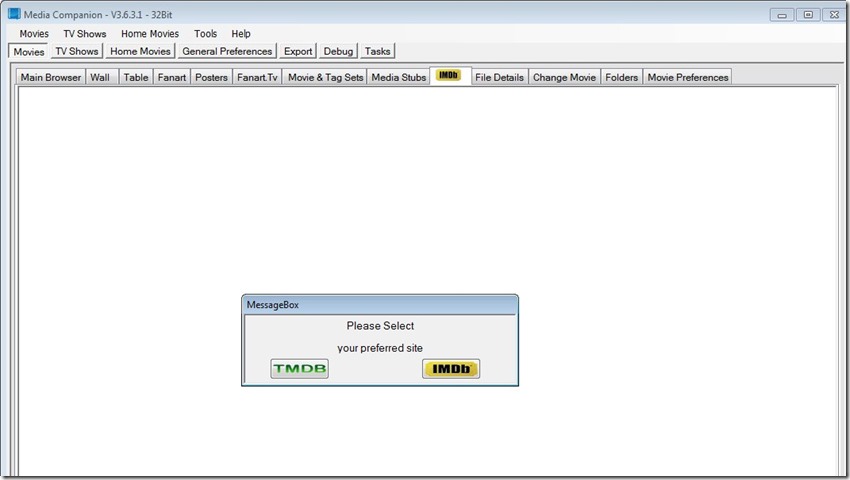 Media Companion - V3.6.3.1 - 32Bit
Movies TV Shows Home Movies Tools Help
Movies TV Shows Home Movies General Preferences Export Debug Tasks
Main Browser Wall Table Fanart Posters Fanart.Tv Movie & Tag Sets Media Stubs IMDb File Details Change Movie Folders Movie Preferences
MessageBox
Please Select
your preferred site
TMDB IMDb